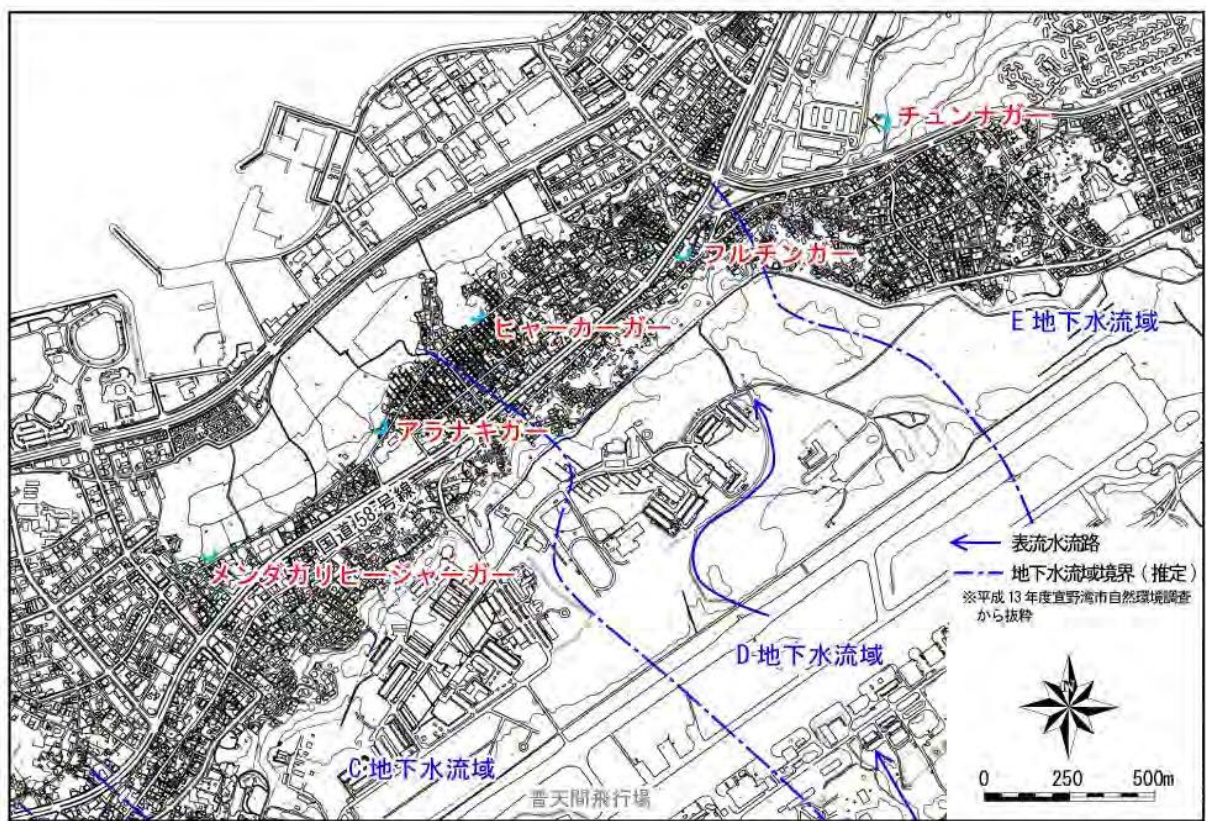 チュンナガー
フルチンガー
ヒャーカーガー
E 地下水流域
アラナキガー
国道58号線
メンダカリヒージャーガー
表流水流路
地下水流域境界(推定)
※平成 13 年度宜野湾市自然環境調査
から抜粋
D 地下水流域
C 地下水流域
普天間飛行場
N
0 250 500m